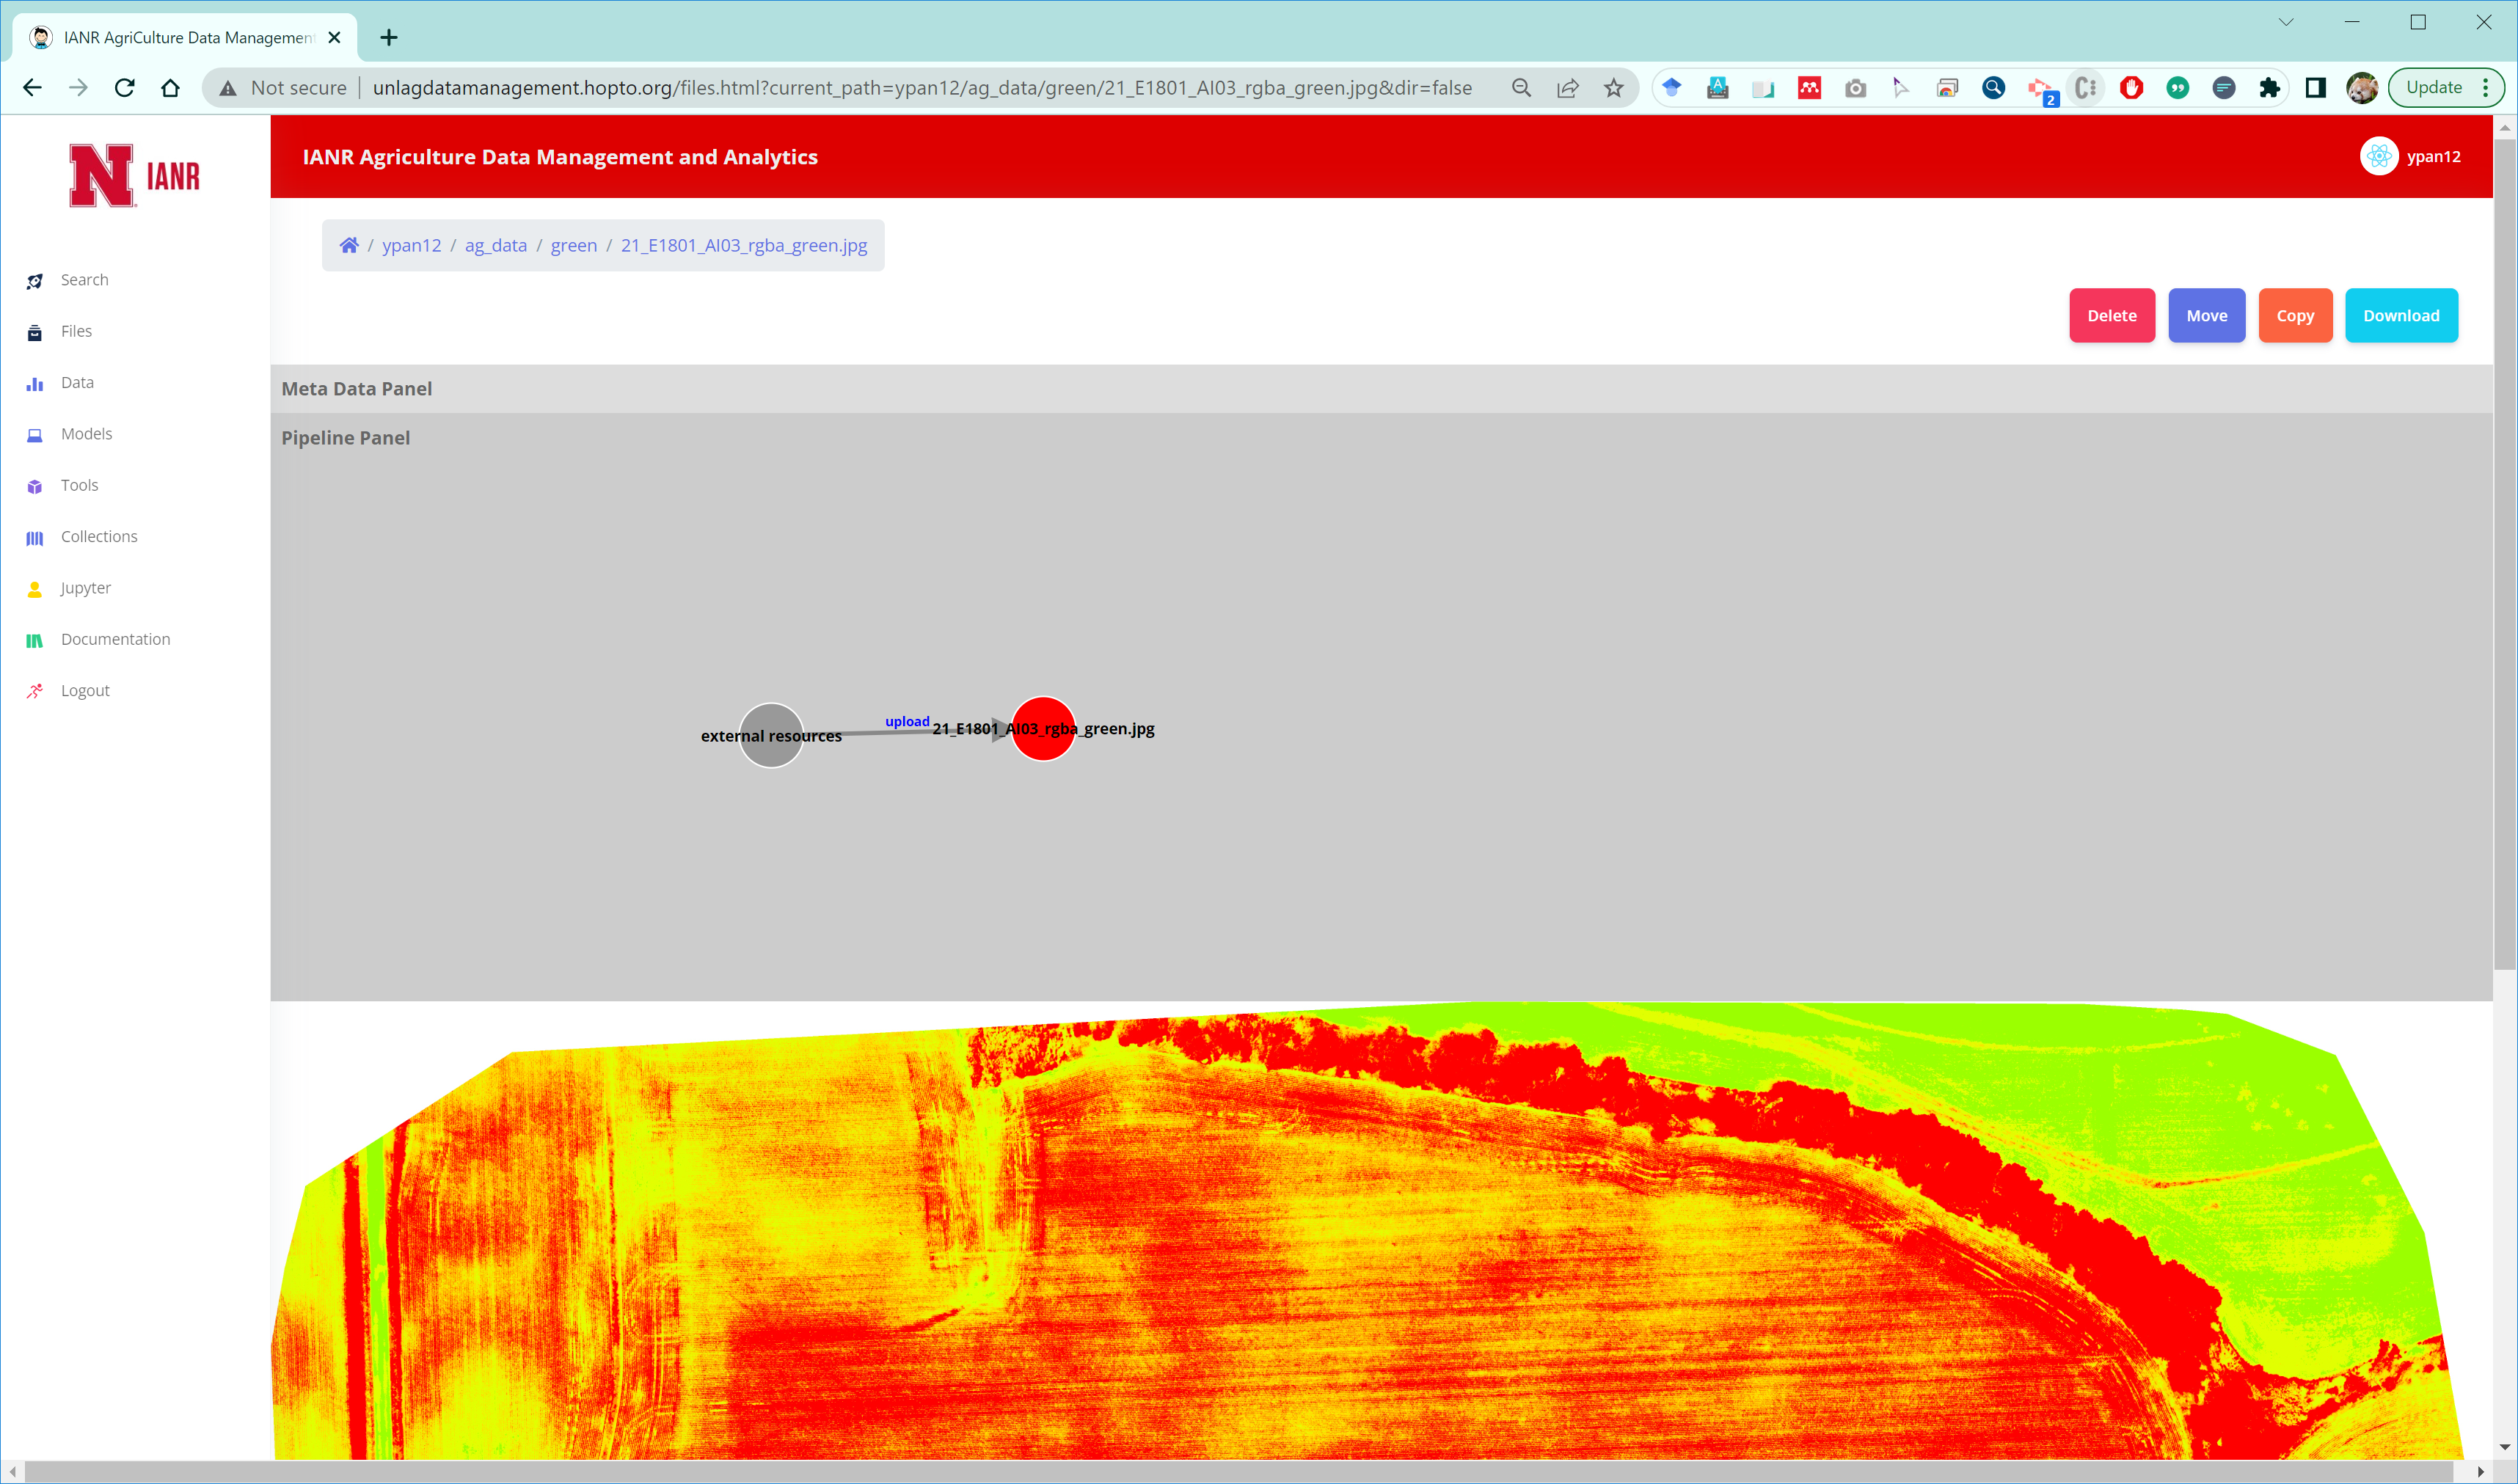 IANR AgriCulture Data Managemen
Not secure
unlagdatamanagement.hopto.org/files.html?current_path=ypan12/ag_data/green/21_E1801_AI03_rgba_green.jpg&dir=false
2
Update
N IANR
IANR Agriculture Data Management and Analytics
ypan12
/ ypan12 / ag_data / green / 21_E1801_AI03_rgba_green.jpg
Search
Files
Data
Models
Tools
Collections
Jupyter
Documentation
Logout
Delete
Move
Copy
Download
Meta Data Panel
Pipeline Panel
external resources
upload
21_E1801_AI03_rgba_green.jpg